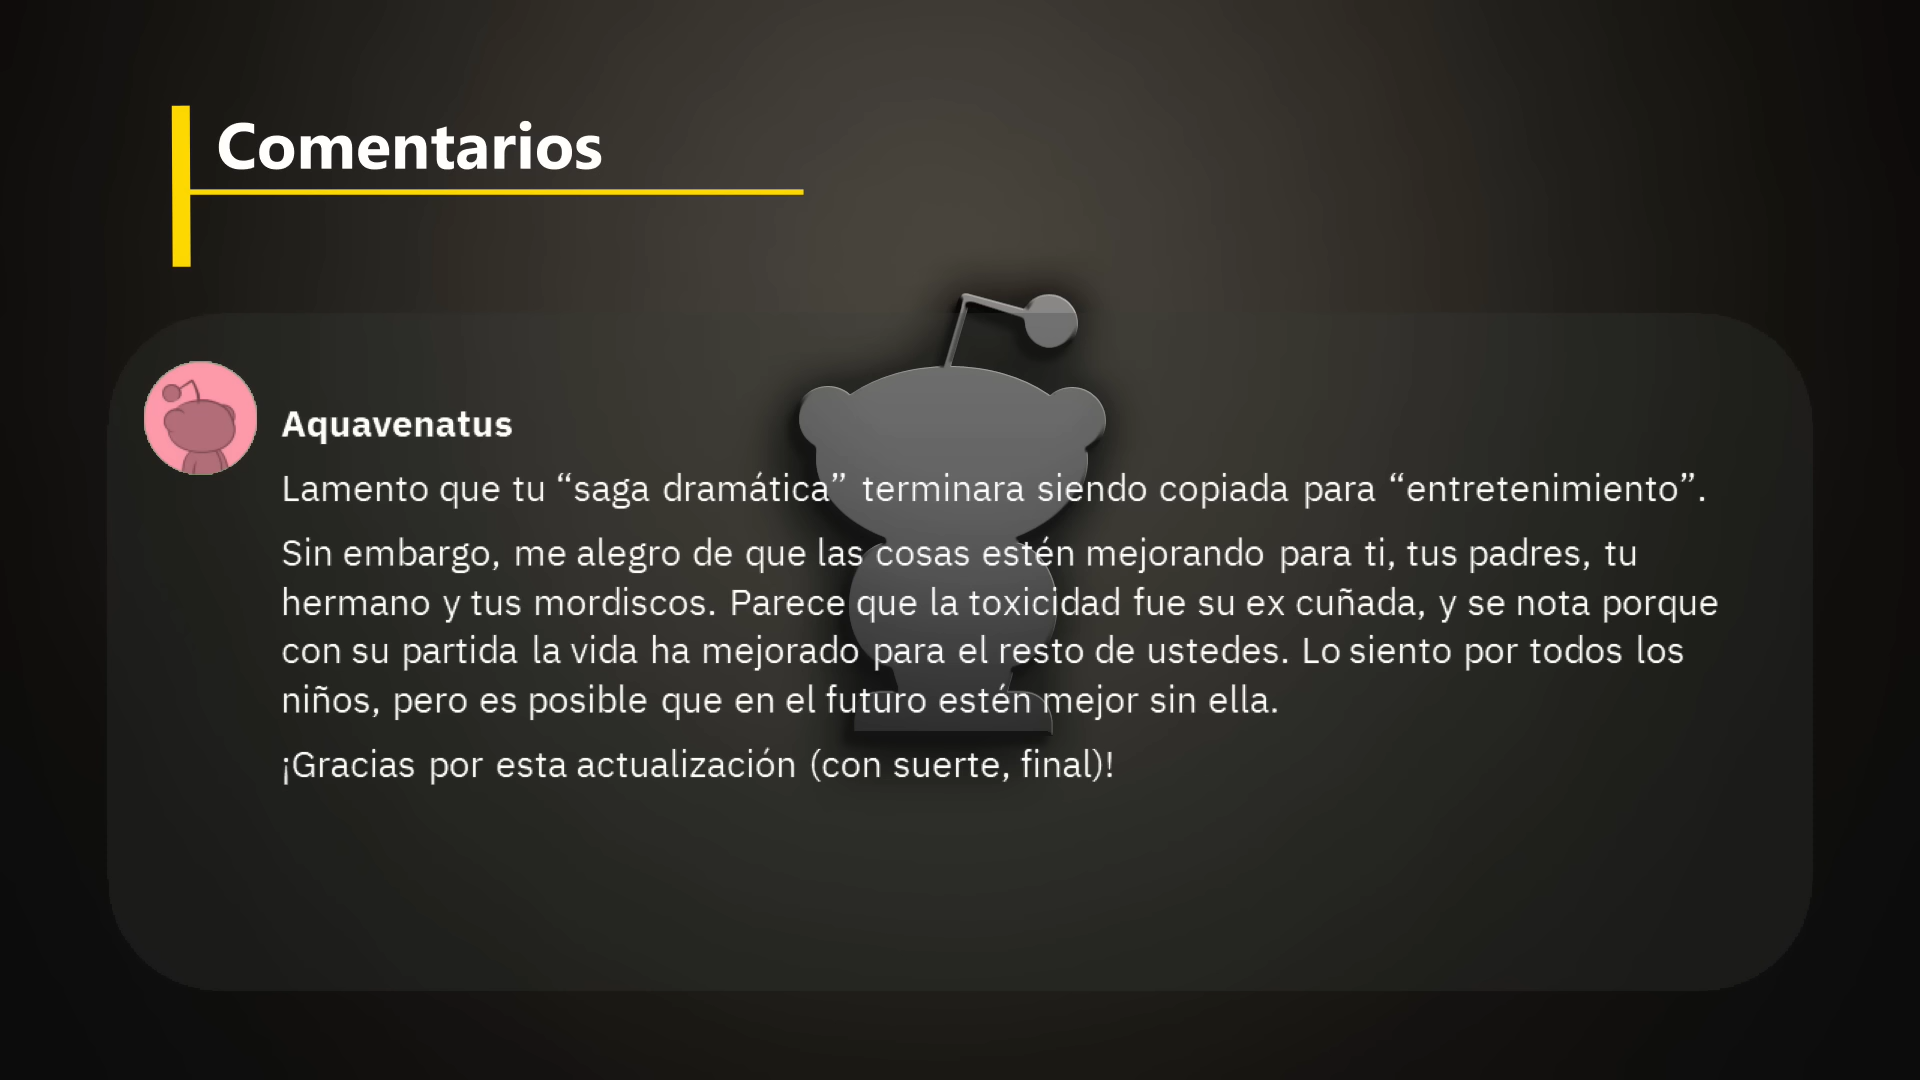 Comentarios
Aquavenatus
Lamento que tu “saga dramática” terminara siendo copiada para “entretenimiento”.
Sin embargo, me alegro de que las cosas estén mejorando para ti, tus padres, tu
hermano y tus mordiscos. Parece que la toxicidad fue su ex cuñada, y se nota porque
con su partida la vida ha mejorado para el resto de ustedes. Lo siento por todos los
niños, pero es posible que en el futuro estén mejor sin ella.
¡Gracias por esta actualización (con suerte, final)!